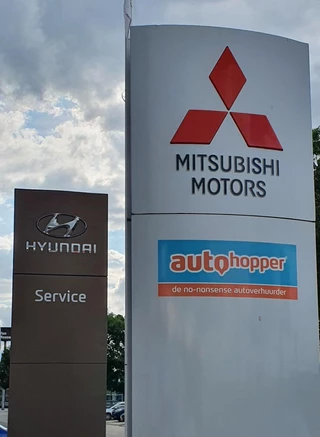 MITSUBISHI
MOTORS
autohopper
de no-nonsense autoverhuurder
HYUNDAI
Service